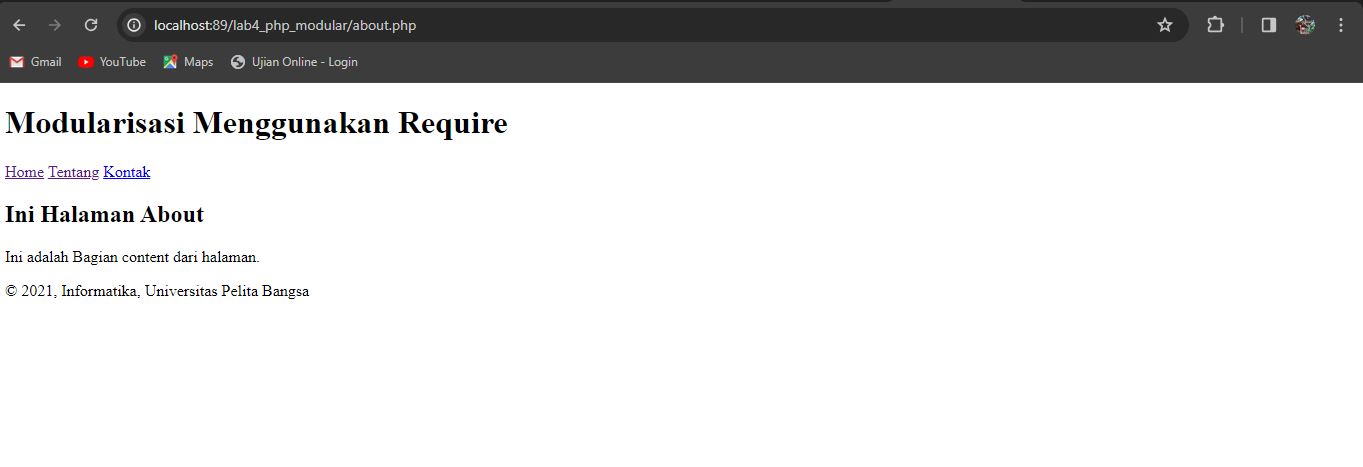 localhost:89/lab4_php_modular/about.php
Gmail YouTube Maps Ujian Online - Login
Modularisasi Menggunakan Require
Home Tentang Kontak
Ini Halaman About
Ini adalah Bagian content dari halaman.
© 2021, Informatika, Universitas Pelita Bangsa